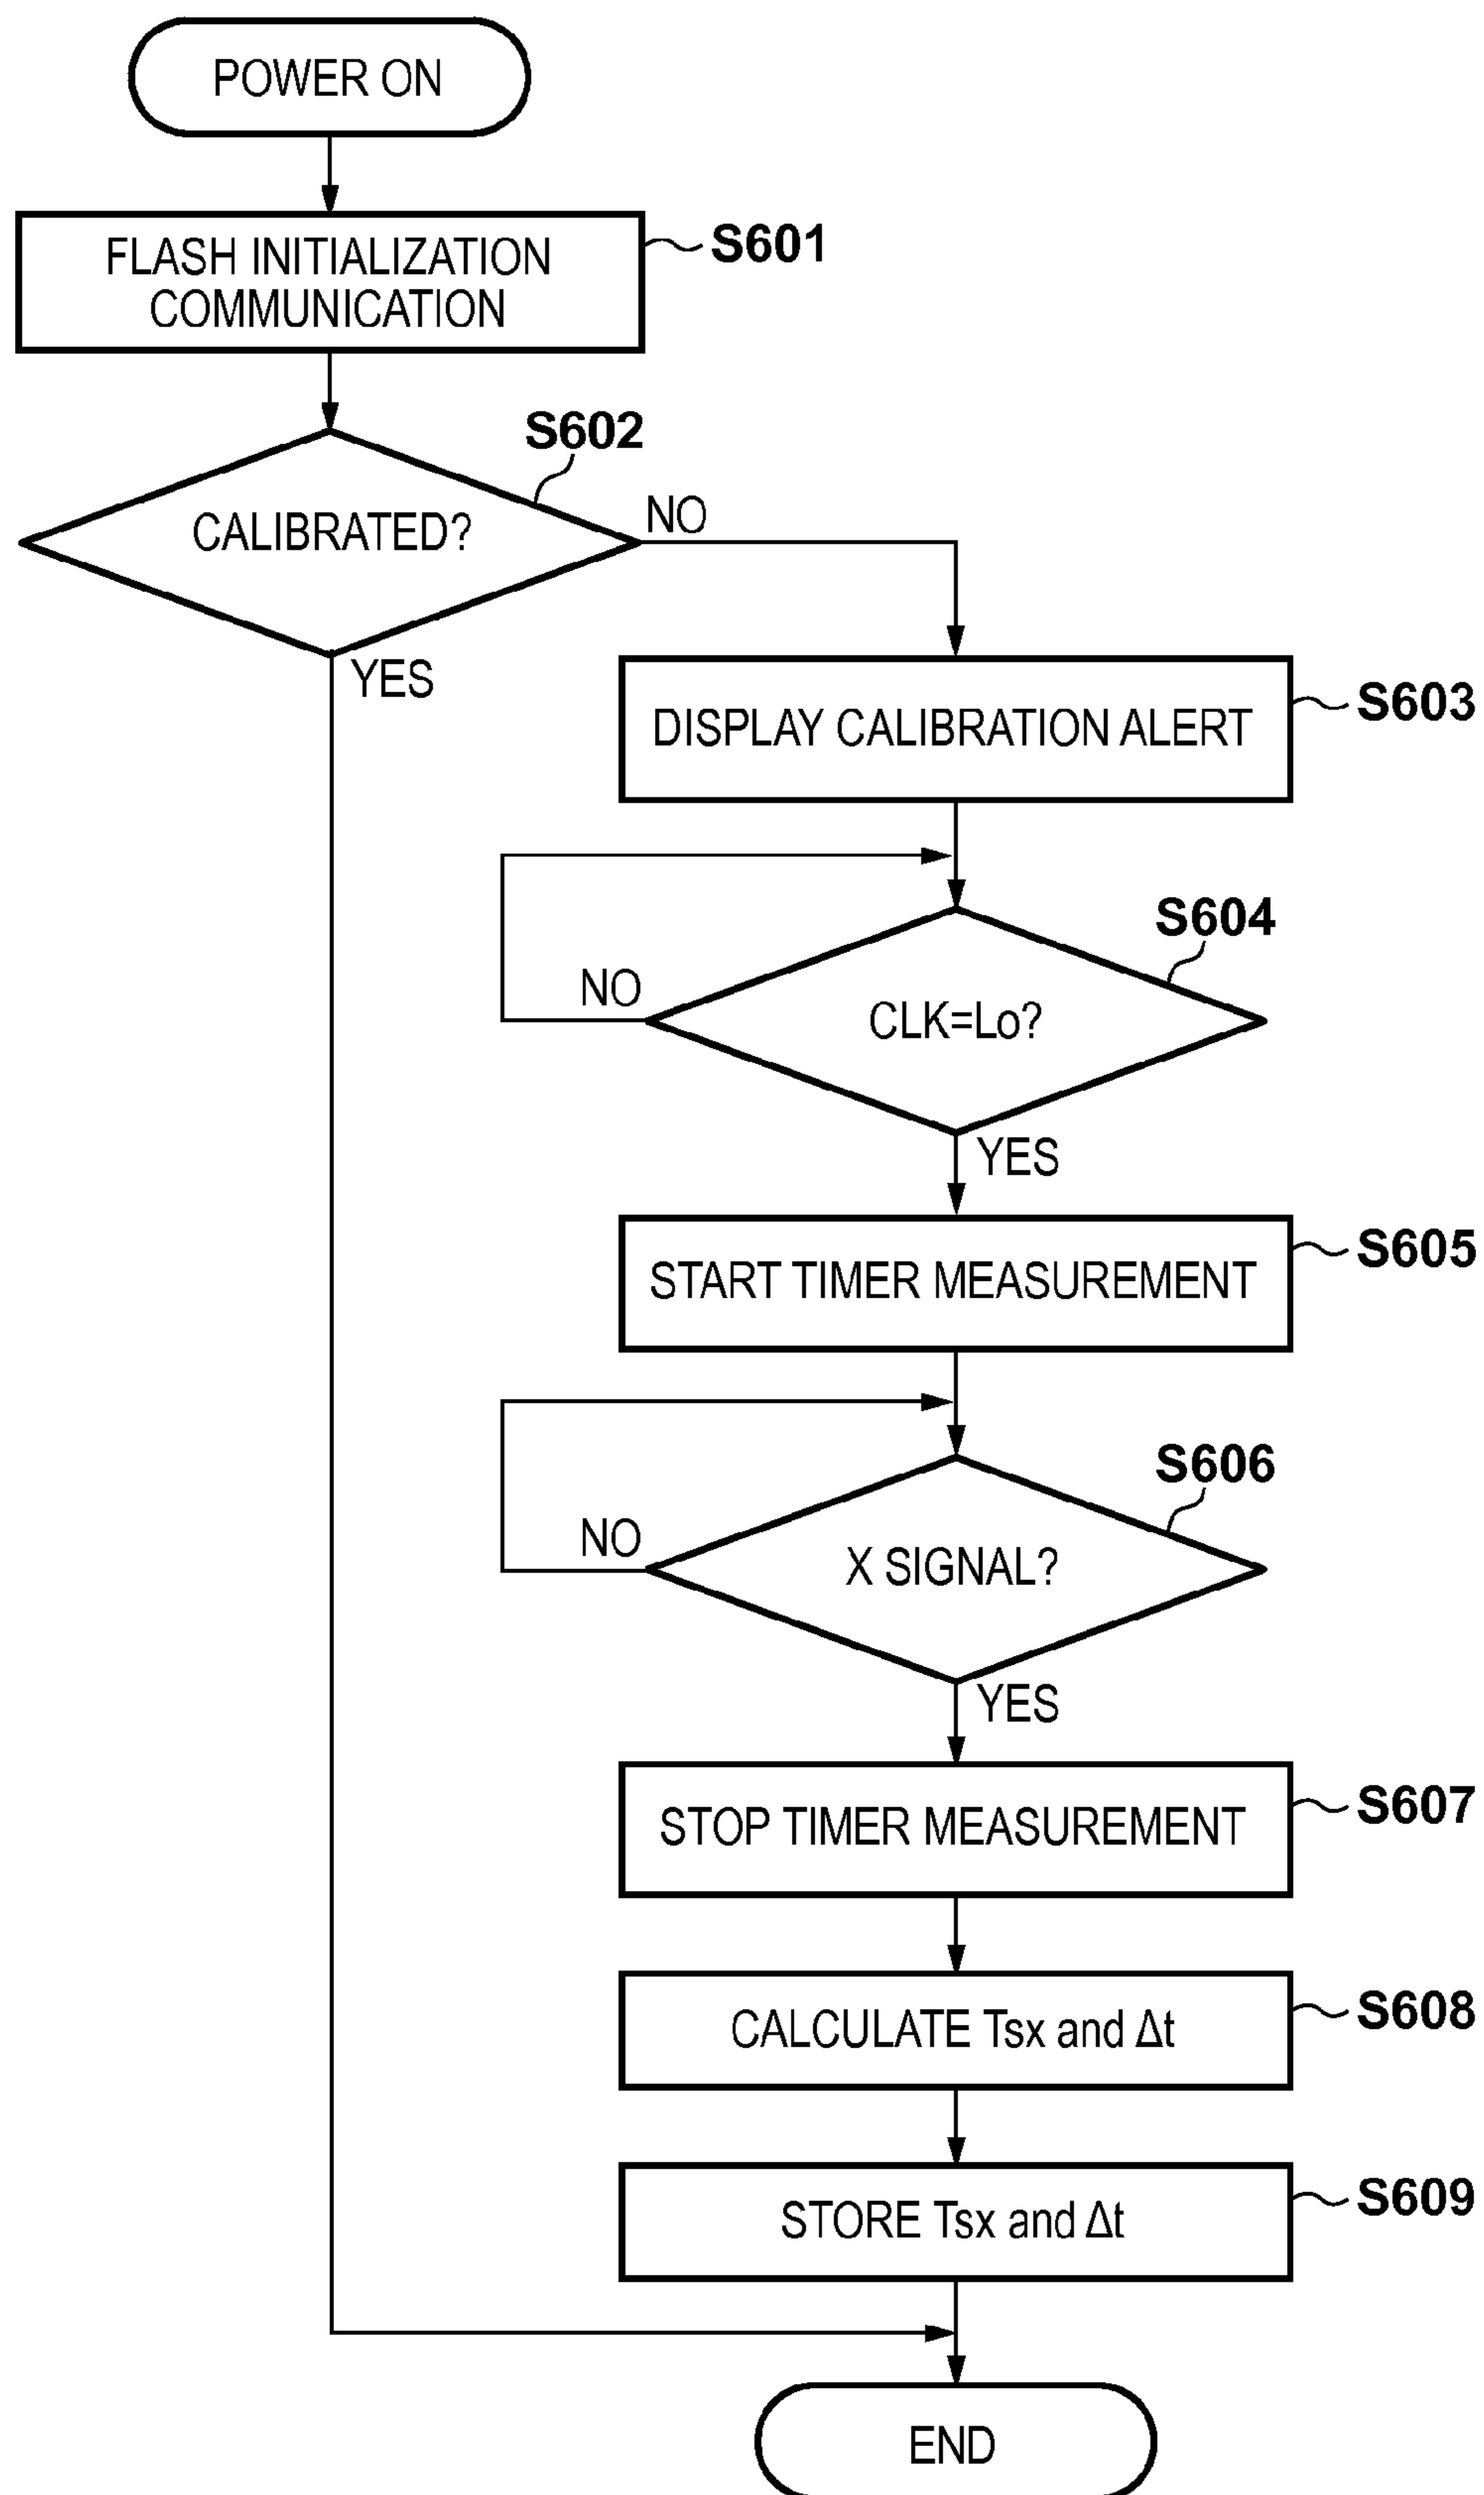 POWER ON
FLASH INITIALIZATION
COMMUNICATION
S601
S602
CALIBRATED?
NO
YES
DISPLAY CALIBRATION ALERT
S603
S604
NO
CLK=Lo?
YES
START TIMER MEASUREMENT
S605
S606
NO
X SIGNAL?
YES
STOP TIMER MEASUREMENT
S607
CALCULATE Tsx and Δt
S608
STORE Tsx and Δt
S609
END